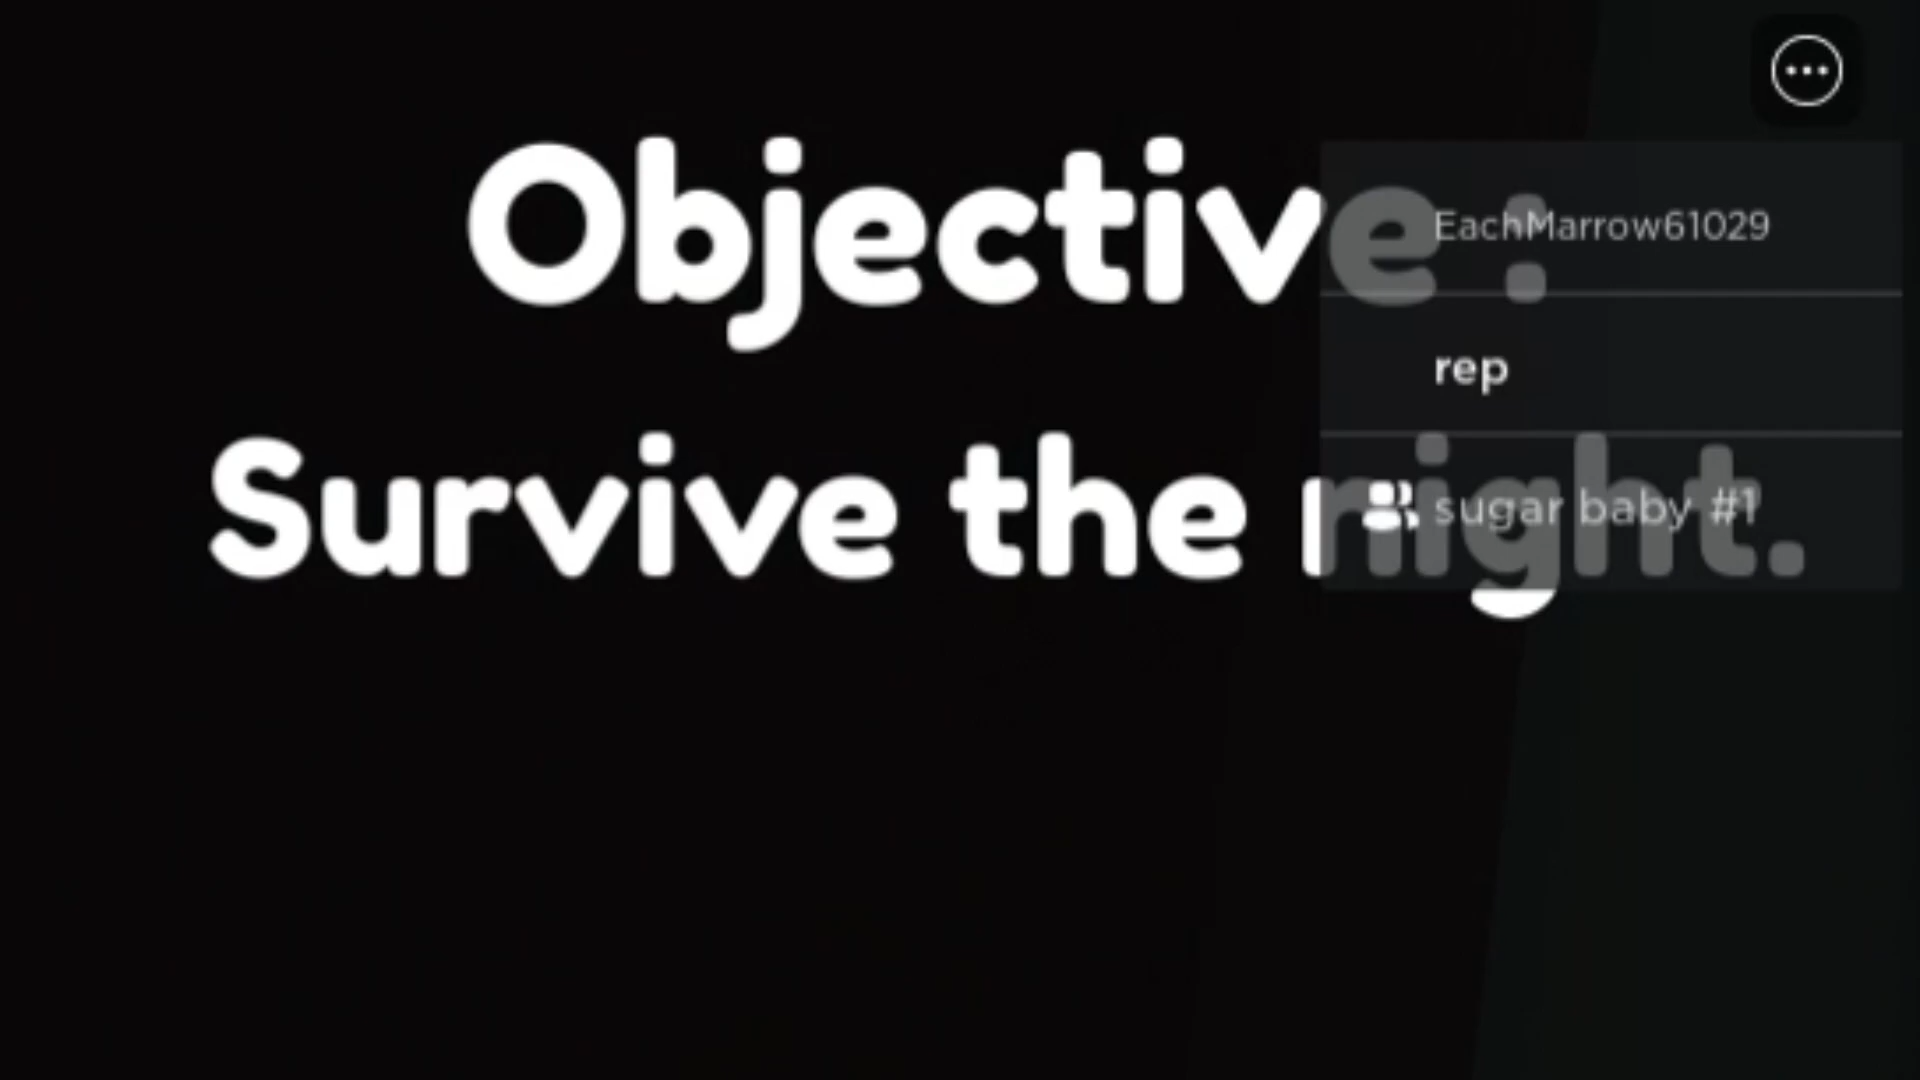 Objective :
Survive the night.
EachMarrow61029
rep
sugar baby #1